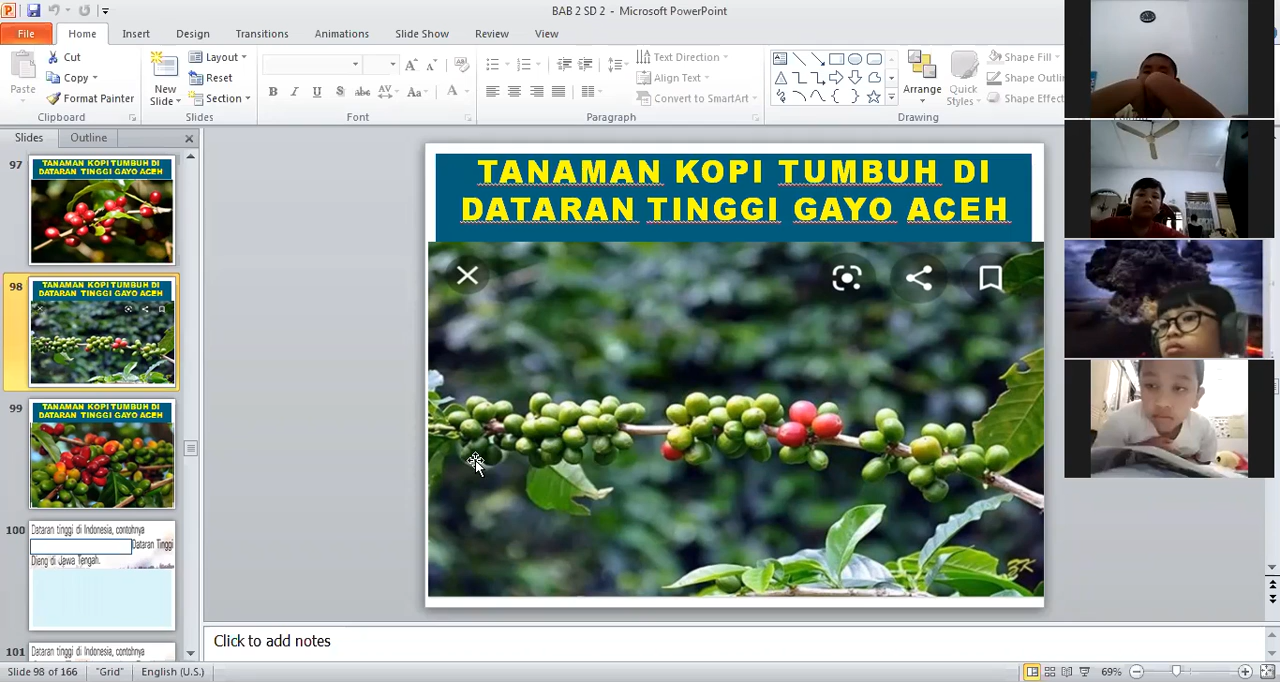 BAB 2 SD 2 - Microsoft PowerPoint
File Home Insert Design Transitions Animations Slide Show Review View
Paste
Cut
Copy
Format Painter
Clipboard
New
Slide
Layout
Reset
Section
Slides
B I U S abc AV Aa A
Font
Text Direction
Align Text
Convert to SmartArt
Paragraph
Arrange
Quick
Styles
Shape Fill
Shape Outli
Shape Effec
Drawing
Slides Outline
97
TANAMAN KOPI TUMBUH DI
DATARAN TINGGI GAYO ACEH
98
TANAMAN KOPI TUMBUH DI
DATARAN TINGGI GAYO ACEH
99
TANAMAN KOPI TUMBUH DI
DATARAN TINGGI GAYO ACEH
100
Dataran tinggi di Indonesia, contohnya
Dataran Tinggi
Dieng di Jawa Tengah.
101
Dataran tinggi di Indonesia, contohnya
TANAMAN KOPI TUMBUH DI
DATARAN TINGGI GAYO ACEH
Click to add notes
Slide 98 of 166 "Grid" English (U.S.) 69%